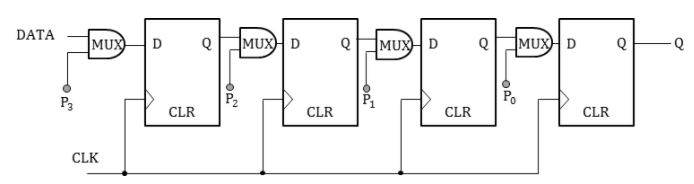 DATA MUX D Q MUX D Q MUX D Q MUX D Q Q
P3 P2 P1 P0
CLR CLR CLR CLR
CLK